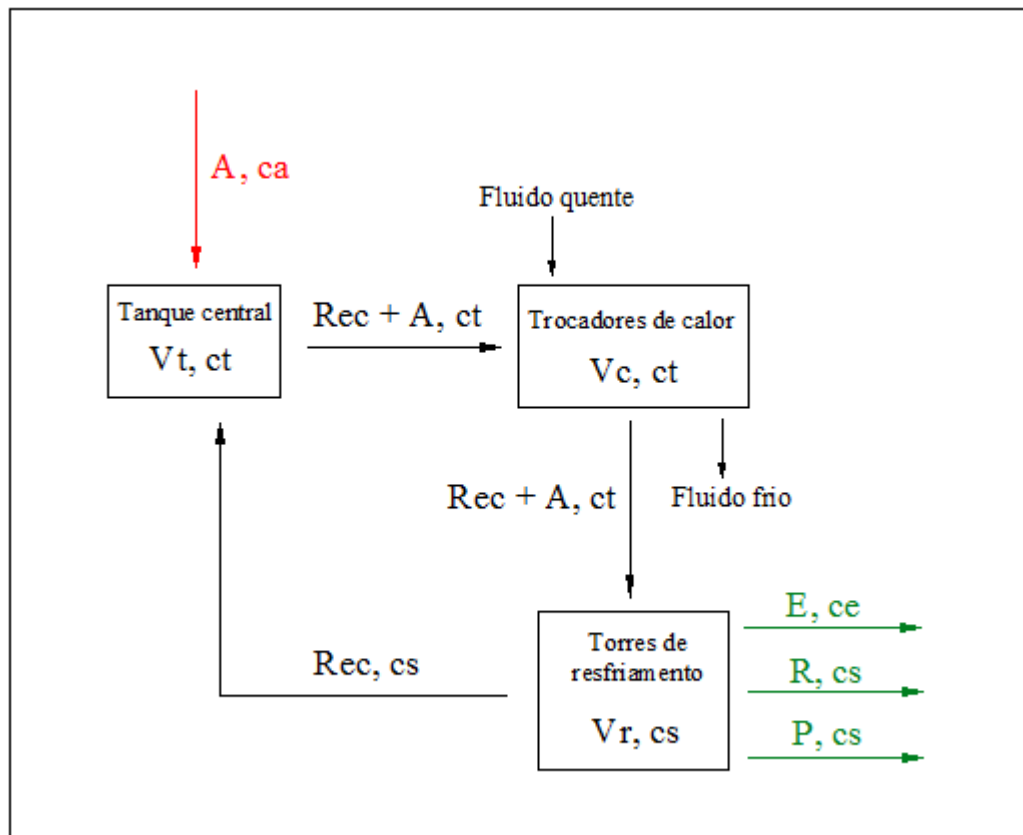 A, ca
Fluido quente
Tanque central
Vt, ct
Rec + A, ct
Trocadores de calor
Vc, ct
Rec + A, ct
Fluido frio
Rec, cs
Torres de
resfriamento
Vr, cs
E, ce
R, cs
P, cs